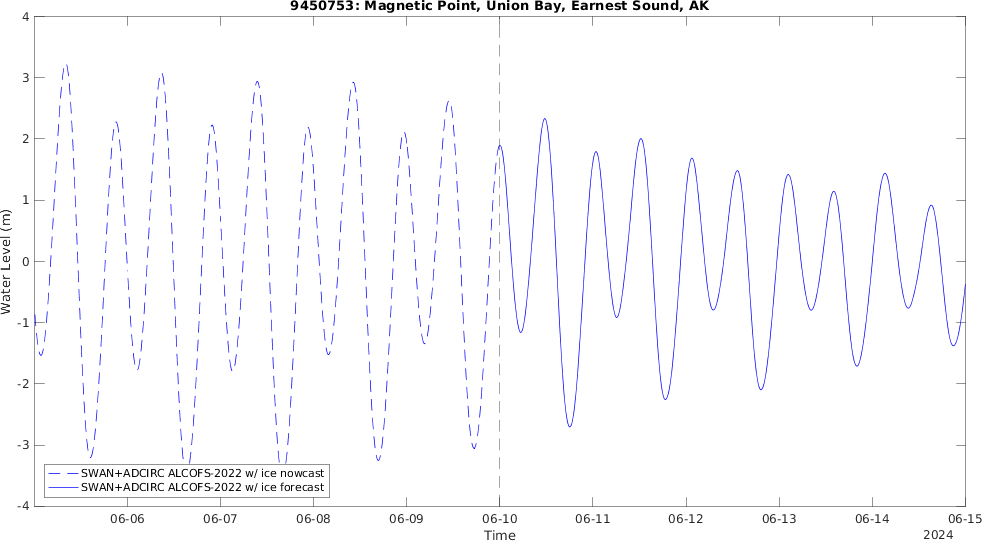 9450753: Magnetic Point, Union Bay, Earnest Sound, AK
4
3
2
1
0
-1
-2
-3
-4
Water Level (m)
SWAN+ADCIRC ALCOFS-2022 w/ ice nowcast
SWAN+ADCIRC ALCOFS-2022 w/ ice forecast
06-06 06-07 06-08 06-09 06-10 06-11 06-12 06-13 06-14 06-15
Time
2024